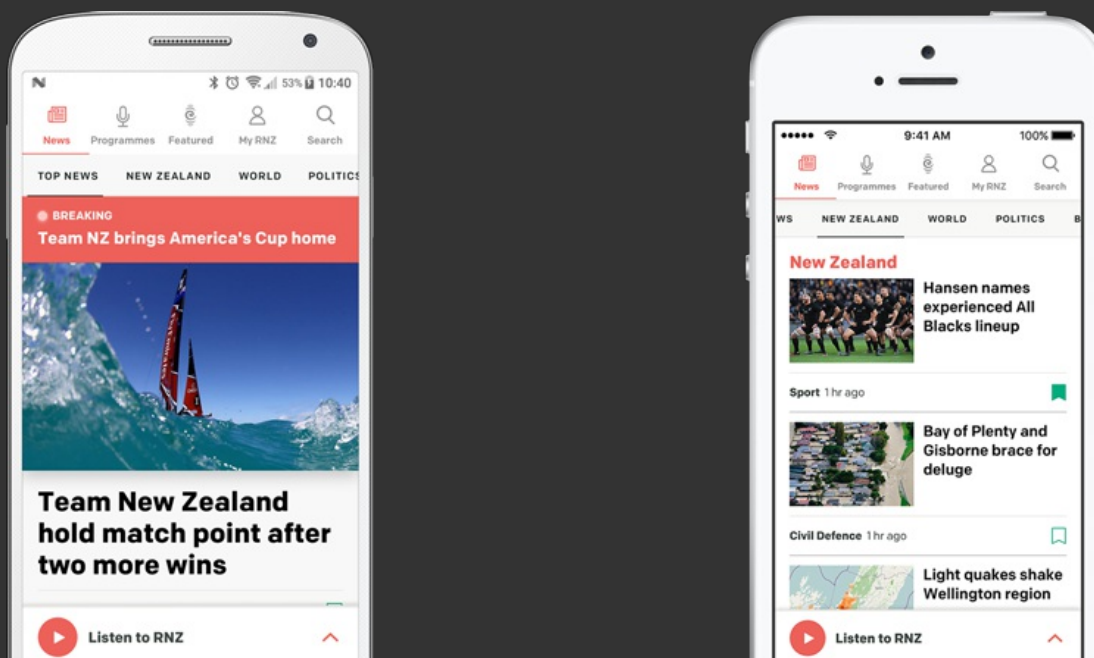 53% 10:40
News Programmes Featured My RNZ Search
TOP NEWS NEW ZEALAND WORLD POLITICS
BREAKING
Team NZ brings America's Cup home
Team New Zealand
hold match point after
two more wins
Listen to RNZ
9:41 AM 100%
News Programmes Featured My RNZ Search
WS NEW ZEALAND WORLD POLITICS B
New Zealand
Hansen names
experienced All
Blacks lineup
Sport 1 hr ago
Bay of Plenty and
Gisborne brace for
deluge
Civil Defence 1 hr ago
Light quakes shake
Wellington region
Listen to RNZ